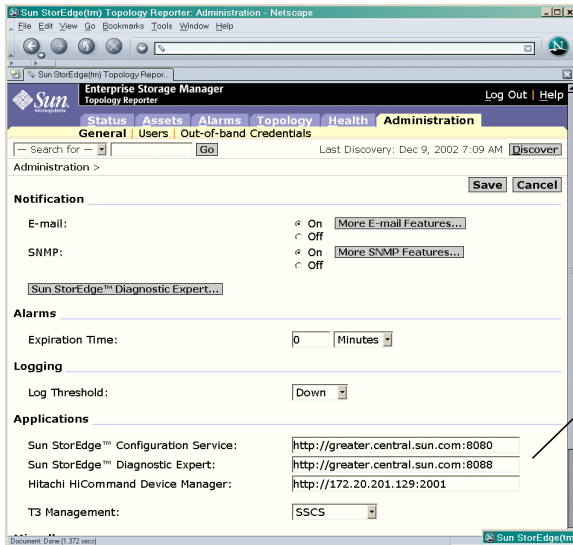 Sun StorEdge(tm) Topology Reporter: Administration - Netscape
File Edit View Go Bookmarks Tools Window Help
Sun StorEdge(tm) Topology Repor...
Sun microsystems
Enterprise Storage Manager
Topology Reporter
Log Out | Help
Status Assets Alarms Topology Health Administration
General | Users | Out-of-band Credentials
— Search for — Go Last Discovery: Dec 9, 2002 7:09 AM Discover
Administration >
Save Cancel
Notification
E-mail: On More E-mail Features...
Off
SNMP: On More SNMP Features...
Off
Sun StorEdge™ Diagnostic Expert...
Alarms
Expiration Time: 0 Minutes
Logging
Log Threshold: Down
Applications
Sun StorEdge™ Configuration Service: http://greater.central.sun.com:8080
Sun StorEdge™ Diagnostic Expert: http://greater.central.sun.com:8088
Hitachi HiCommand Device Manager: http://172.20.201.129:2001
T3 Management: SSCS
Document: Done (1.372 secs)
Sun StorEdge(tm